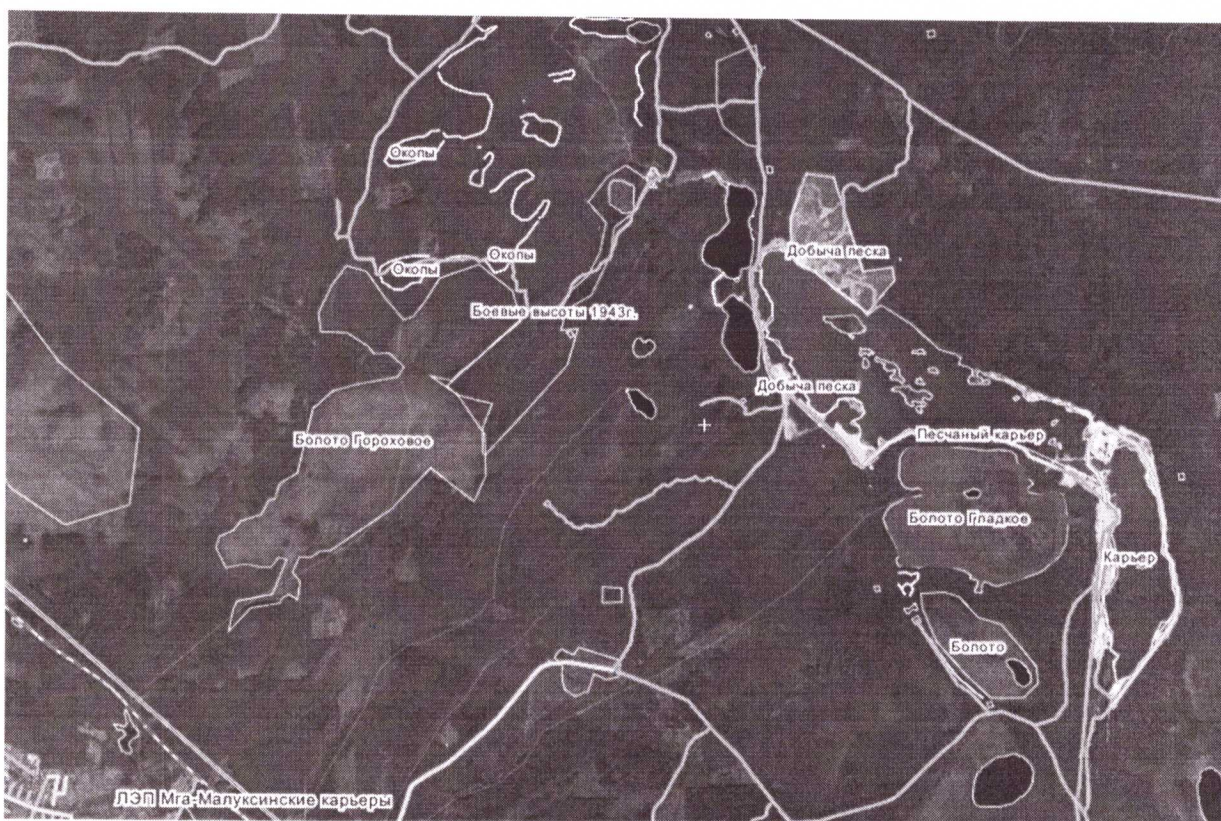 Окопы
Добыча песка
Окопы
Окопы
Боевые высоты 1943г.
Добыча песка
Песчаный карьер
Болото Гороховое
Болото Гладкое
Карьер
Болото
ЛЭП Мга-Малуксинские карьеры